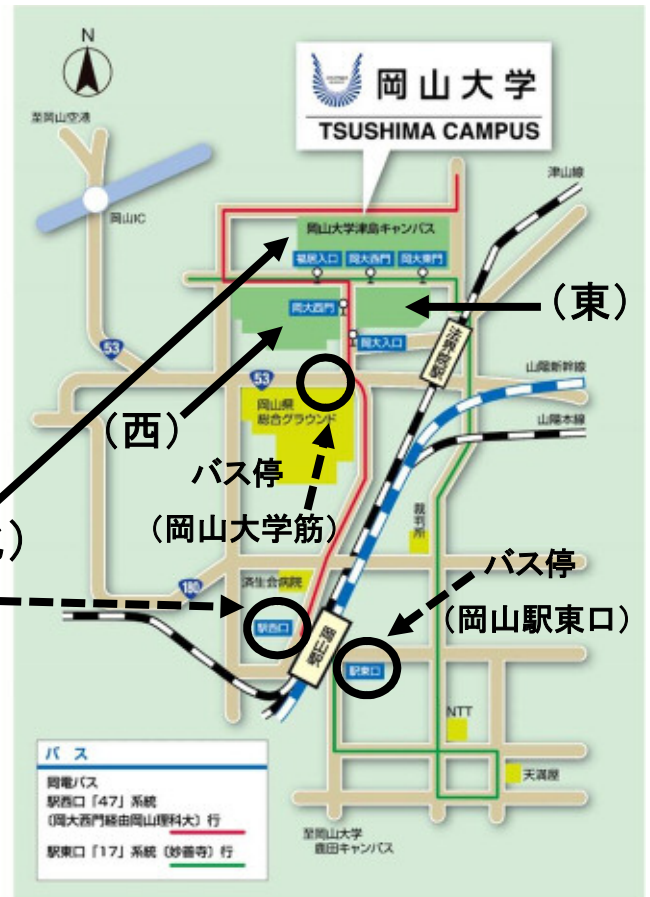 N
岡山大学
TSUSHIMA CAMPUS
至岡山空港
津山線
岡山IC
岡山大学津島キャンパス
福居入口
岡大西門
岡大東門
(東)
岡大西門
岡大入口
法界院駅
53
53
山陽新幹線
岡山県
総合グラウンド
山陽本線
(西)
バス停
(岡山大学筋)
裁判所
)
180
済生会病院
バス停
(岡山駅東口)
駅西口
岡山駅
駅東口
NTT
天満屋
バス
岡電バス
駅西口「47」系統
(岡大西門経由岡山理科大)行
駅東口「17」系統(妙善寺)行
至岡山大学
鹿田キャンパス